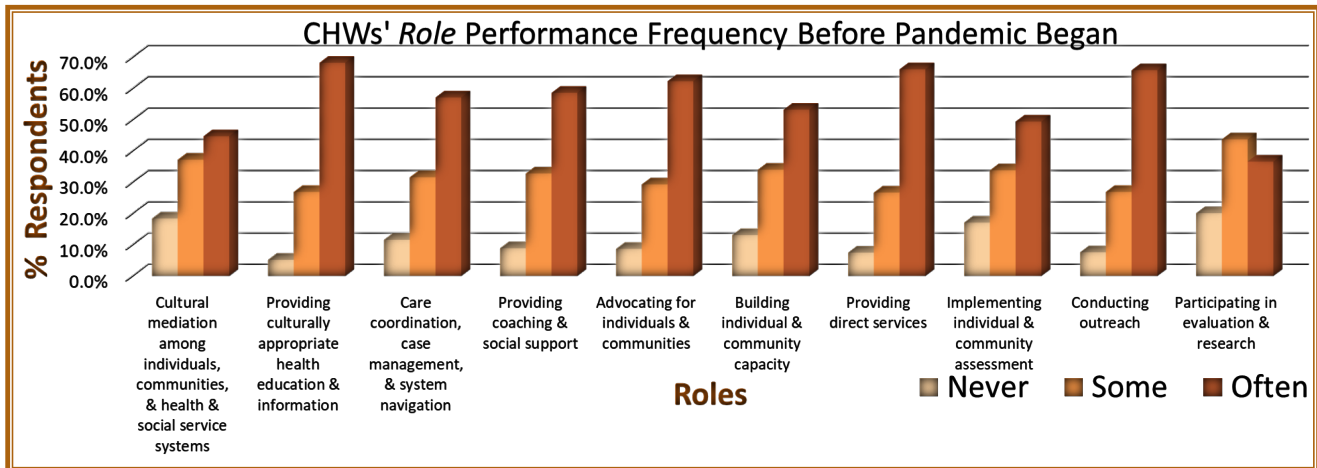 CHWs' Role Performance Frequency Before Pandemic Began
% Respondents
70.0%
60.0%
50.0%
40.0%
30.0%
20.0%
10.0%
0.0%
Cultural
mediation
among
individuals,
communities,
& health &
social service
systems
Providing
culturally
appropriate
health
education &
information
Care
coordination,
case
management,
& system
navigation
Providing
coaching &
social support
Advocating for
individuals &
communities
Building
individual &
community
capacity
Providing
direct services
Implementing
individual &
community
assessment
Conducting
outreach
Participating in
evaluation &
research
Roles
Never
Some
Often